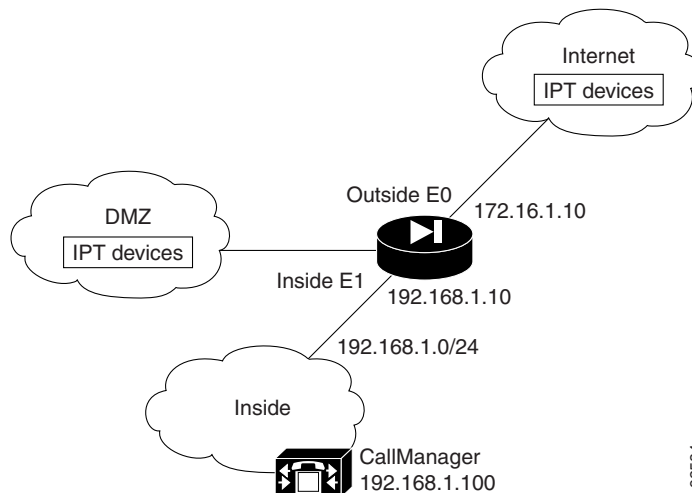 Internet
IPT devices
Outside E0
172.16.1.10
DMZ
IPT devices
Inside E1
192.168.1.10
192.168.1.0/24
Inside
CallManager
192.168.1.100